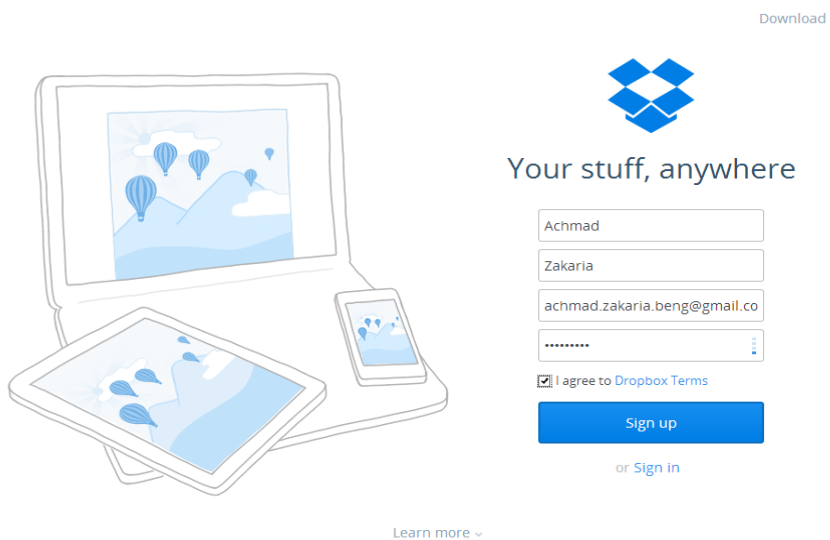 Download
Your stuff, anywhere
Achmad
Zakaria
achmad.zakaria.beng@gmail.co
•••••••••
I agree to Dropbox Terms
Sign up
or Sign in
Learn more